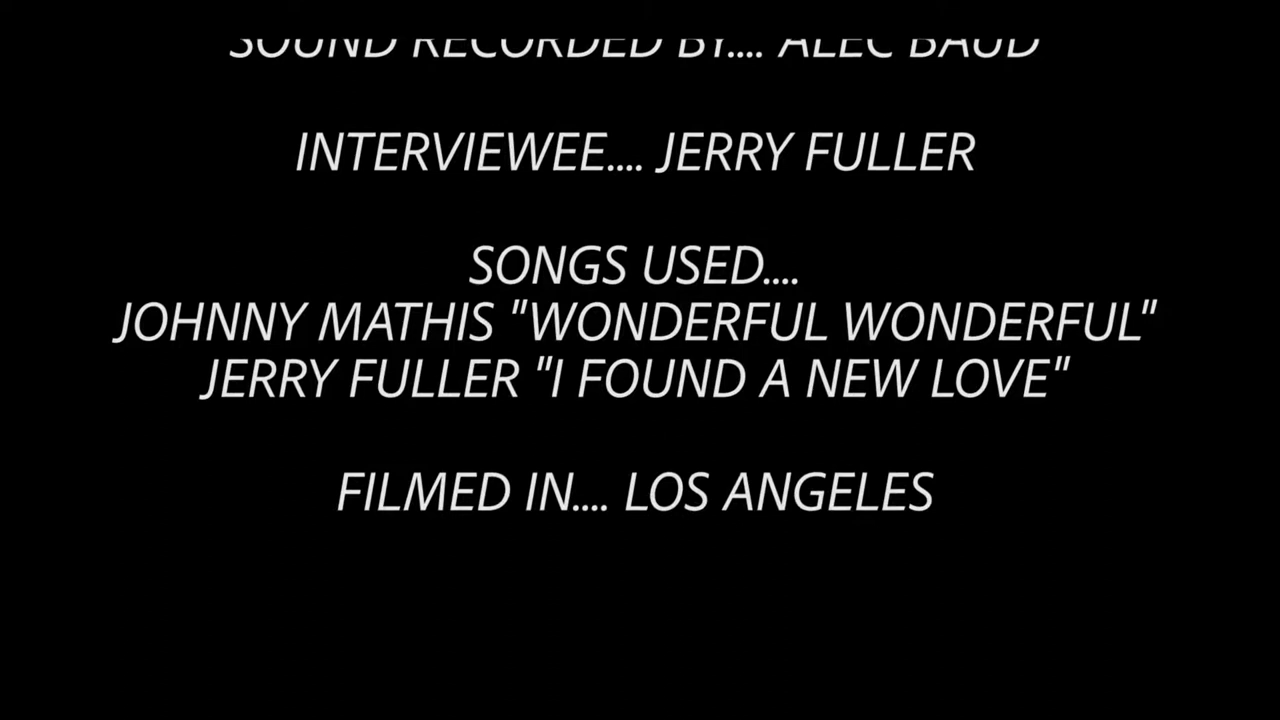 SOUND RECORDED BY.... ALEC BAUD
INTERVIEWEE.... JERRY FULLER
SONGS USED....
JOHNNY MATHIS "WONDERFUL WONDERFUL"
JERRY FULLER "I FOUND A NEW LOVE"
FILMED IN.... LOS ANGELES